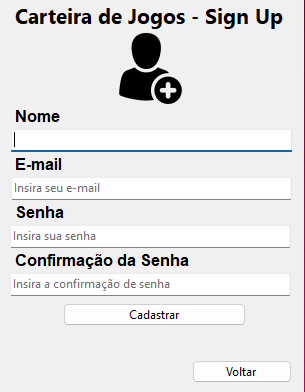 Carteira de Jogos - Sign Up
Nome
E-mail
Insira seu e-mail
Senha
Insira sua senha
Confirmação da Senha
Insira a confirmação de senha
Cadastrar
Voltar